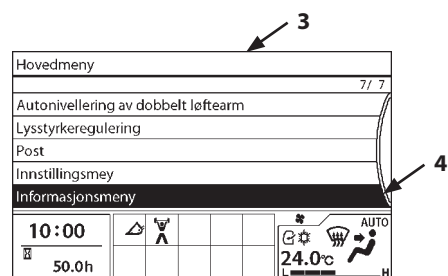 3
Hovedmeny
7/ 7
Autonivellering av dobbelt løftearm
Lysstyrkeregulering
Post
Innstillingsmey
4
Informasjonsmeny
10:00
AUTO
50.0h
24.0°c
L H